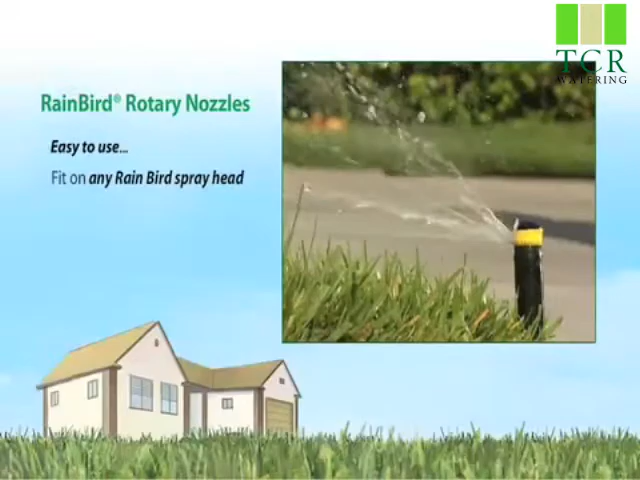 TCR
WATERING
RainBird® Rotary Nozzles
Easy to use...
Fit on any Rain Bird spray head